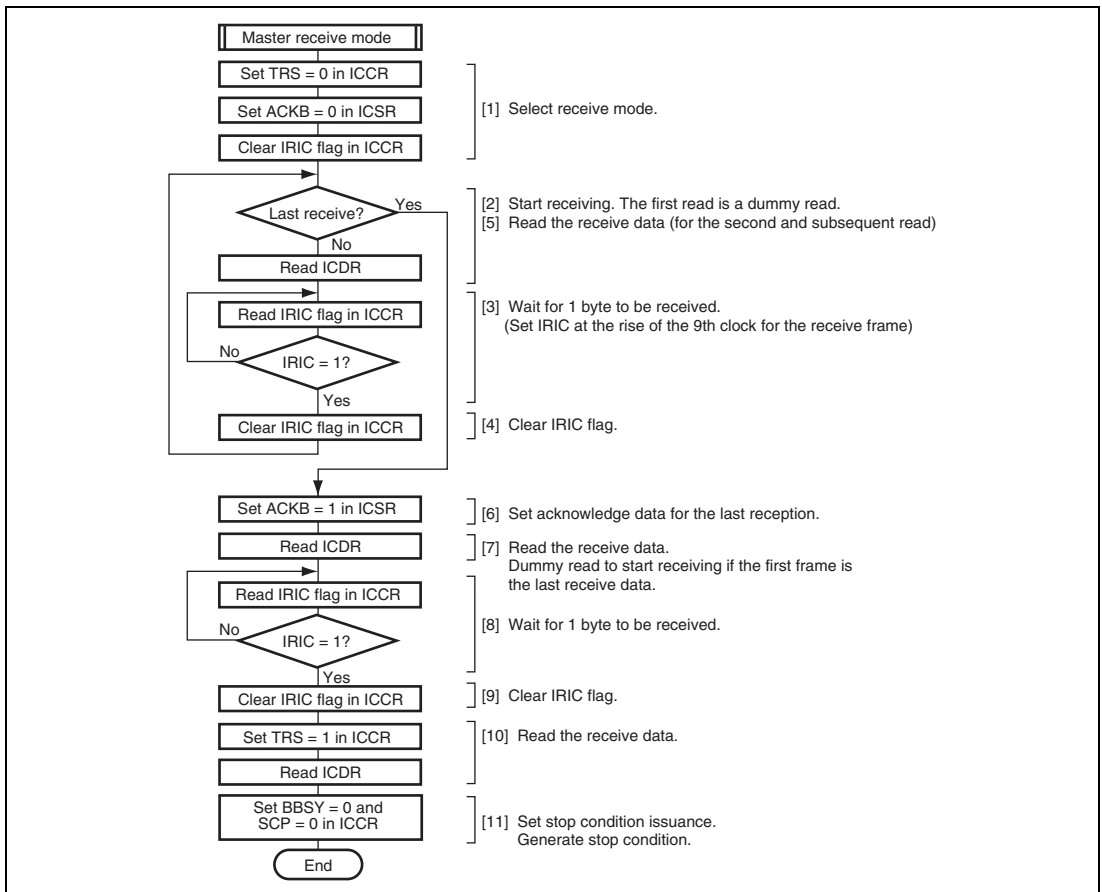 Master receive mode
Set TRS = 0 in ICCR
Set ACKB = 0 in ICSR
[1] Select receive mode.
Clear IRIC flag in ICCR
Last receive?
Yes
[2] Start receiving. The first read is a dummy read.
[5] Read the receive data (for the second and subsequent read)
No
Read ICDR
Read IRIC flag in ICCR
[3] Wait for 1 byte to be received.
(Set IRIC at the rise of the 9th clock for the receive frame)
No
IRIC = 1?
Yes
Clear IRIC flag in ICCR
[4] Clear IRIC flag.
Set ACKB = 1 in ICSR
[6] Set acknowledge data for the last reception.
Read ICDR
[7] Read the receive data.
Dummy read to start receiving if the first frame is
the last receive data.
Read IRIC flag in ICCR
No
IRIC = 1?
[8] Wait for 1 byte to be received.
Yes
Clear IRIC flag in ICCR
[9] Clear IRIC flag.
Set TRS = 1 in ICCR
[10] Read the receive data.
Read ICDR
Set BBSY = 0 and
SCP = 0 in ICCR
[11] Set stop condition issuance.
Generate stop condition.
End